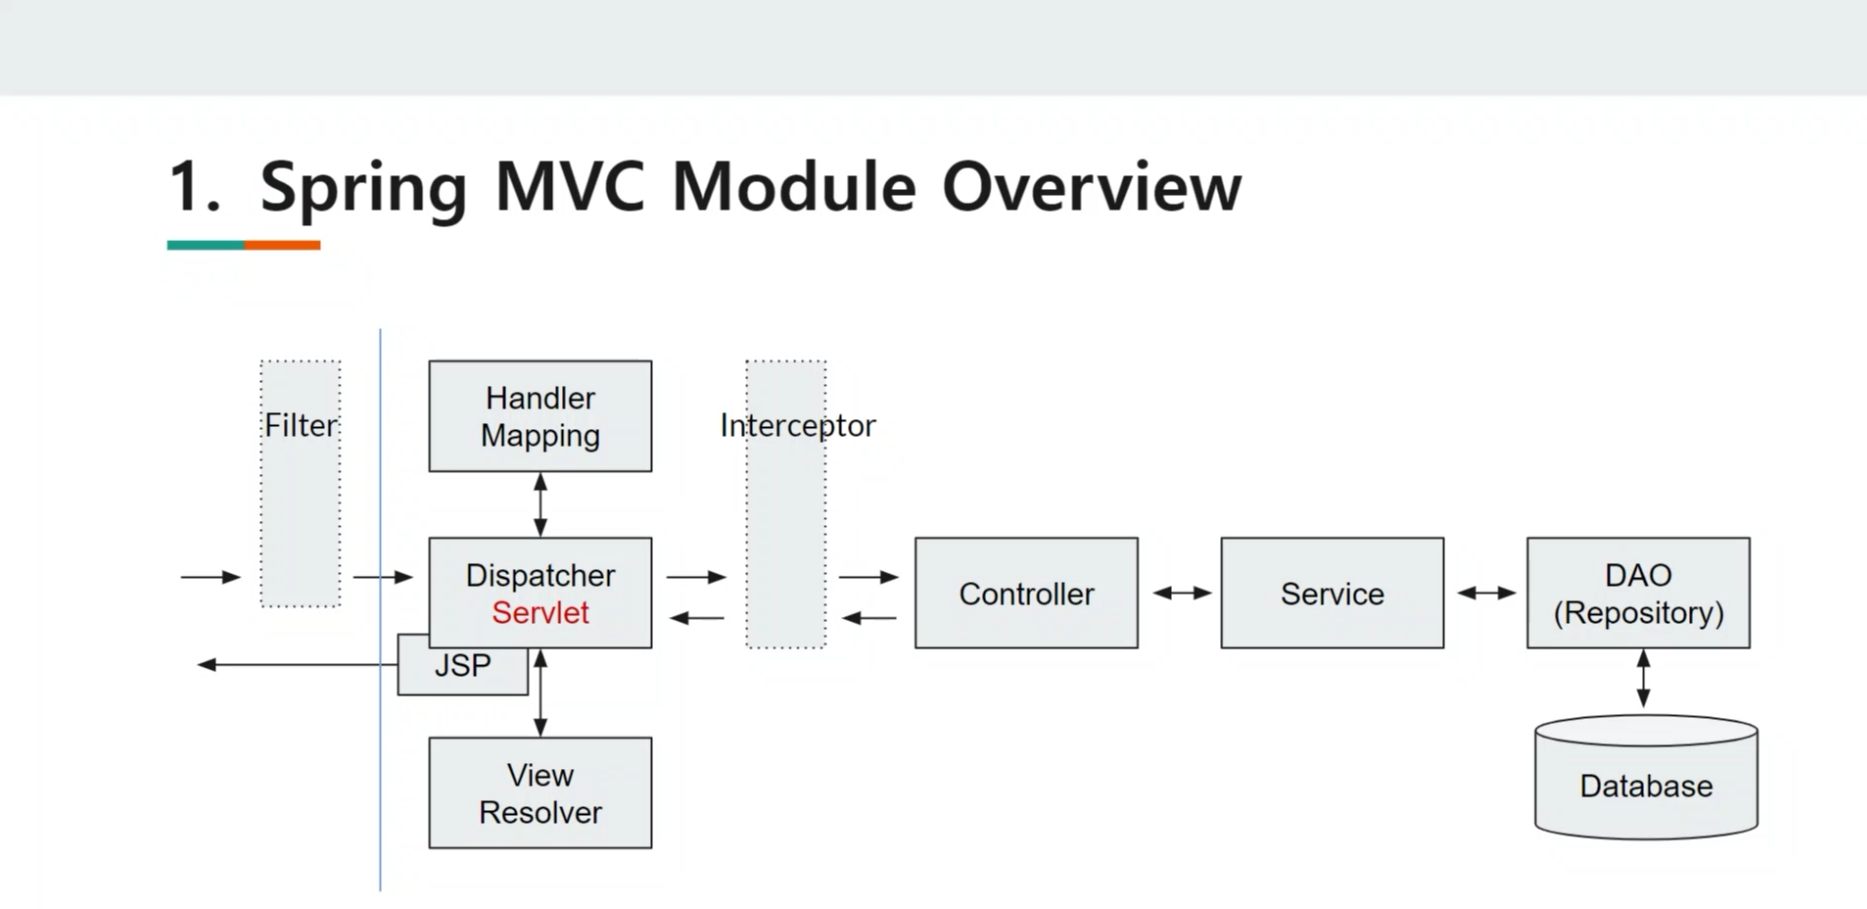 1. Spring MVC Module Overview
Filter
Handler
Mapping
Interceptor
Dispatcher
Servlet
JSP
View
Resolver
Controller
Service
DAO
(Repository)
Database